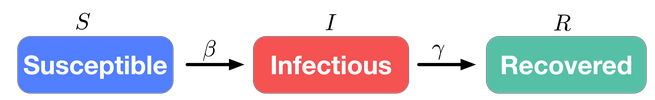 S I R
β γ
Susceptible Infectious Recovered